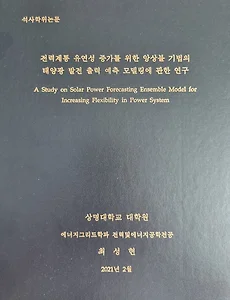 석사학위논문
전력계통 유연성 증가를 위한 앙상블 기법의
태양광 발전 출력 예측 모델링에 관한 연구
A Study on Solar Power Forecasting Ensemble Model for
Increasing Flexibility in Power System
상명대학교 대학원
에너지그리드학과 전력및에너지공학전공
최성현
2021년 2월